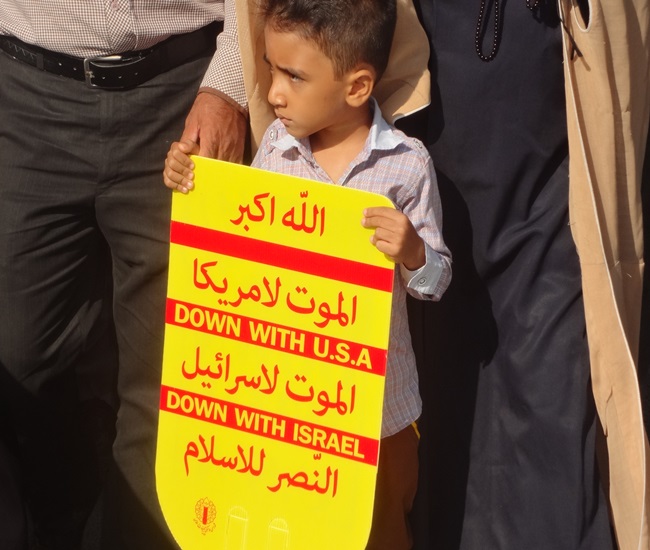 اللّٰه اكبر
الموت لامريكا
DOWN WITH U.S.A
الموت لاسرائيل
DOWN WITH ISRAEL
النّصر للاسلام